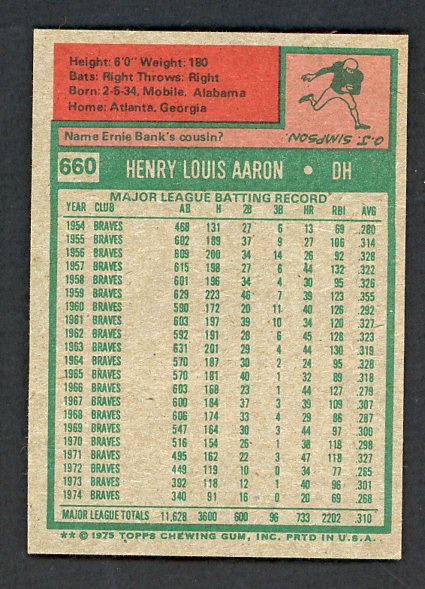 Height: 6'0" Weight: 180
Bats: Right Throws: Right
Born: 2-5-34, Mobile, Alabama
Home: Atlanta, Georgia
Name Ernie Bank's cousin?
O.J. SIMPSON.
660 HENRY LOUIS AARON • DH
MAJOR LEAGUE BATTING RECORD
YEAR CLUB AB H 2B 3B HR RBI AVG
1954 BRAVES 468 131 27 6 13 69 .280
1955 BRAVES 602 189 37 9 27 106 .314
1956 BRAVES 609 200 34 14 26 92 .328
1957 BRAVES 615 198 27 6 44 132 .322
1958 BRAVES 601 196 34 4 30 95 .326
1959 BRAVES 629 223 46 7 39 123 .355
1960 BRAVES 590 172 20 11 40 126 .292
1961 BRAVES 603 197 39 10 34 120 .327
1962 BRAVES 592 191 28 6 45 128 .323
1963 BRAVES 631 201 29 4 44 130 .319
1964 BRAVES 570 187 30 2 24 95 .328
1965 BRAVES 570 181 40 1 32 89 .318
1966 BRAVES 603 168 23 1 44 127 .279
1967 BRAVES 600 184 37 3 39 109 .307
1968 BRAVES 606 174 33 4 29 86 .287
1969 BRAVES 547 164 30 3 44 97 .300
1970 BRAVES 516 154 26 1 38 118 .298
1971 BRAVES 495 162 22 3 47 118 .327
1972 BRAVES 449 119 10 0 34 77 .265
1973 BRAVES 392 118 12 1 40 96 .301
1974 BRAVES 340 91 16 0 20 69 .268
MAJOR LEAGUE TOTALS 11,628 3600 600 96 733 2202 .310
** © 1975 TOPPS CHEWING GUM, INC. PRTD IN U.S.A.